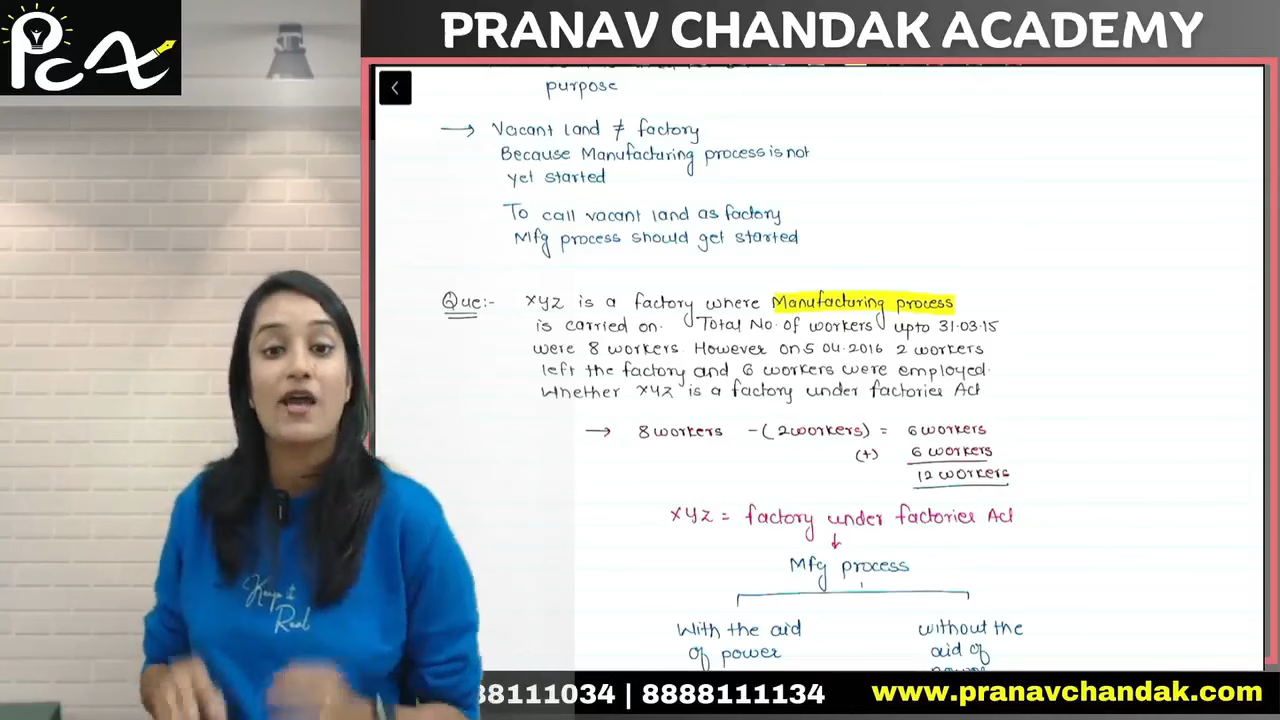 PCA
PRANAV CHANDAK ACADEMY
purpose
→ Vacant land ≠ factory
Because Manufacturing process is not
yet started
To call vacant land as factory
Mfg process should get started
Que:- XYZ is a factory where Manufacturing process
is carried on. Total No. of workers upto 31.03.15
were 8 workers However on 5 04.2016 2 workers
left the factory and 6 workers were employed.
Whether XYZ is a factory under factories Act
→ 8 workers -(2workers) = 6 workers
(+) 6 workers
12 workers
XYZ = factory under factories Act
↓
Mfg process
With the aid
of power
without the
aid of
Keep it
Real
88111034 | 8888111134
www.pranavchandak.com